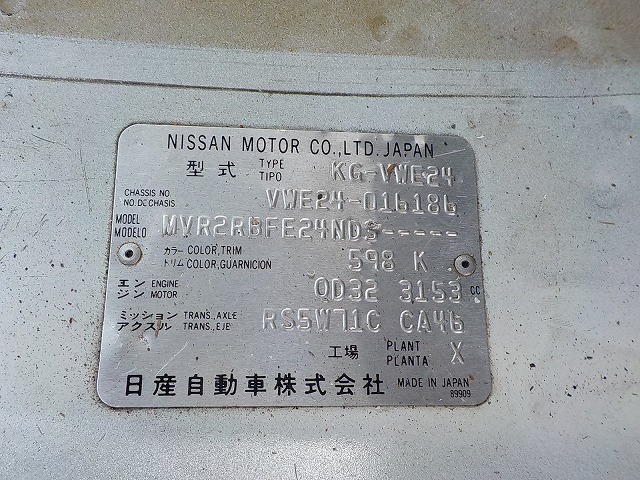 NISSAN MOTOR CO.,LTD. JAPAN
型式 TYPE TIPO KG-VWE24
CHASSIS NO. NO. DE CHASIS VWE24-016186
MODEL MODELO MVR2RBFE24NDS-----
カラー COLOR,TRIM トリム COLOR,GUARNICION 598 K
エンジン ENGINE MOTOR QD32 3153 CC
ミッション TRANS.,AXLE アクスル TRANS.,EJE RS5W71C CA46
工場 PLANT PLANTA X
日産自動車株式会社 MADE IN JAPAN
89909